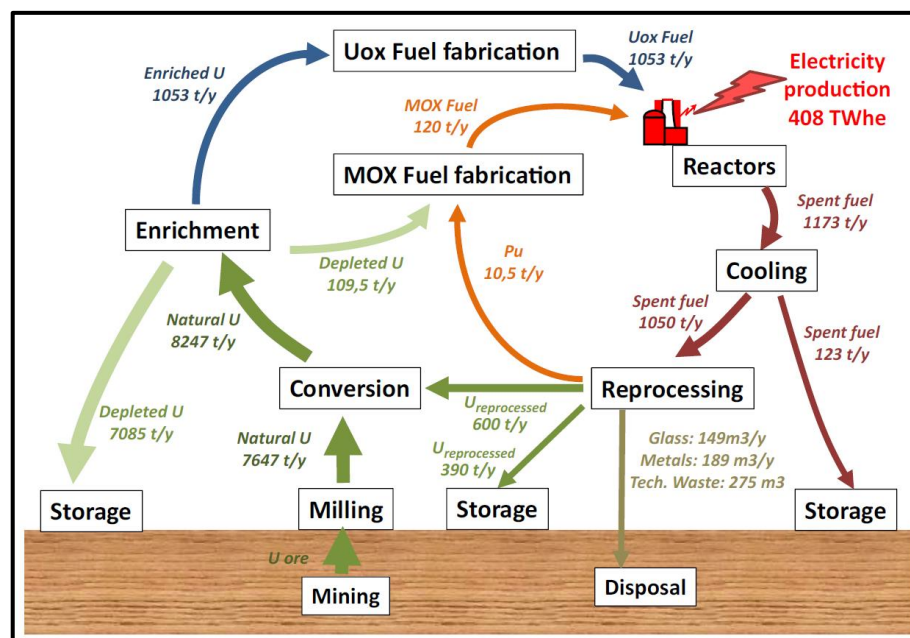 Uox Fuel fabrication
Uox Fuel
1053 t/y
Electricity
production
408 TWhe
Enriched U
1053 t/y
MOX Fuel
120 t/y
MOX Fuel fabrication
Reactors
Spent fuel
1173 t/y
Enrichment
Depleted U
109,5 t/y
Pu
10,5 t/y
Cooling
Natural U
8247 t/y
Spent fuel
1050 t/y
Spent fuel
123 t/y
Conversion
Reprocessing
Depleted U
7085 t/y
Natural U
7647 t/y
Ureprocessed
600 t/y
Ureprocessed
390 t/y
Glass: 149m3/y
Metals: 189 m3/y
Tech. Waste: 275 m3
Storage
Milling
Storage
Storage
U ore
Mining
Disposal